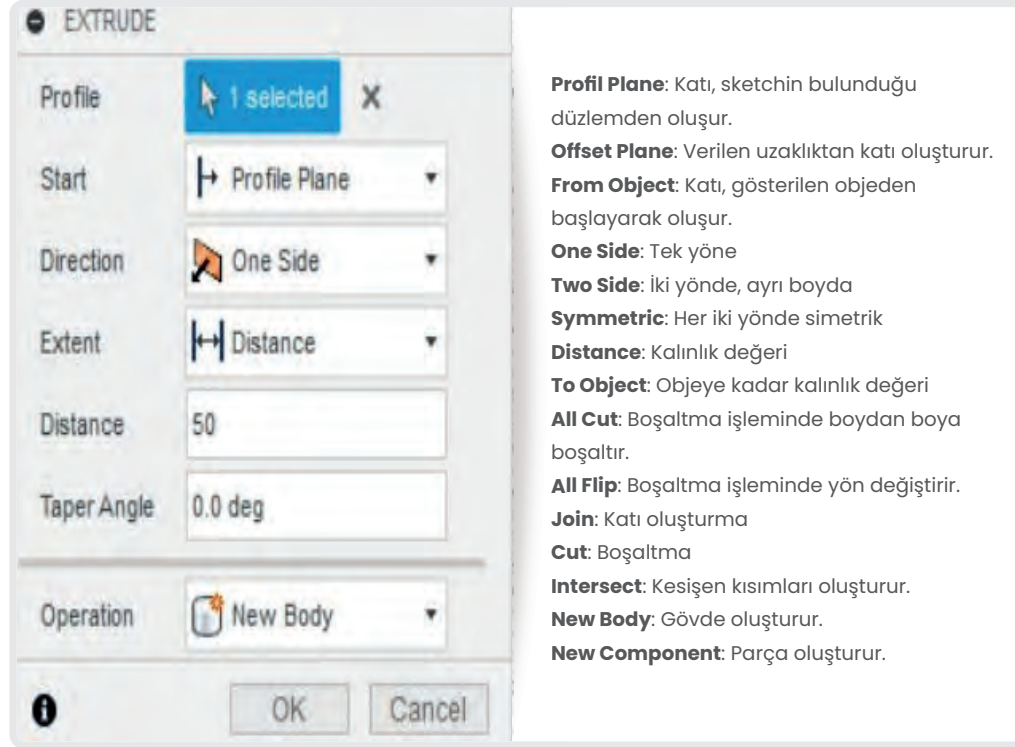 EXTRUDE
Profile 1 selected
Start Profile Plane
Direction One Side
Extent Distance
Distance 50
Taper Angle 0.0 deg
Operation New Body
OK Cancel
Profil Plane: Katı, sketchin bulunduğu
düzlemden oluşur.
Offset Plane: Verilen uzaklıktan katı oluşturur.
From Object: Katı, gösterilen objeden
başlayarak oluşur.
One Side: Tek yöne
Two Side: İki yönde, ayrı boyda
Symmetric: Her iki yönde simetrik
Distance: Kalınlık değeri
To Object: Objeye kadar kalınlık değeri
All Cut: Boşaltma işleminde boydan boya
boşaltır.
All Flip: Boşaltma işleminde yön değiştirir.
Join: Katı oluşturma
Cut: Boşaltma
Intersect: Kesişen kısımları oluşturur.
New Body: Gövde oluşturur.
New Component: Parça oluşturur.